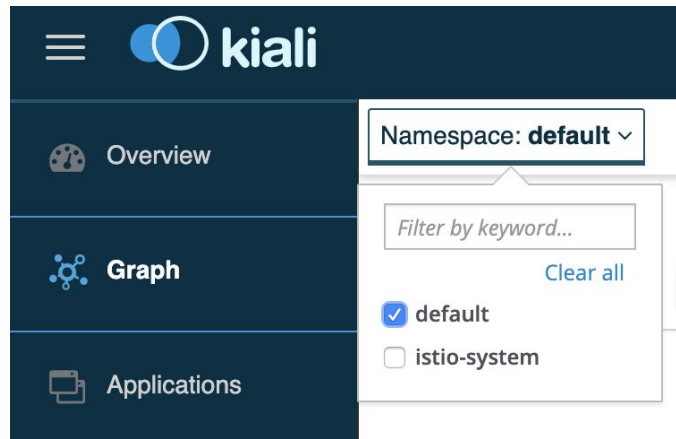 kiali
Overview
Graph
Applications
Namespace: default
Filter by keyword...
Clear all
default
istio-system